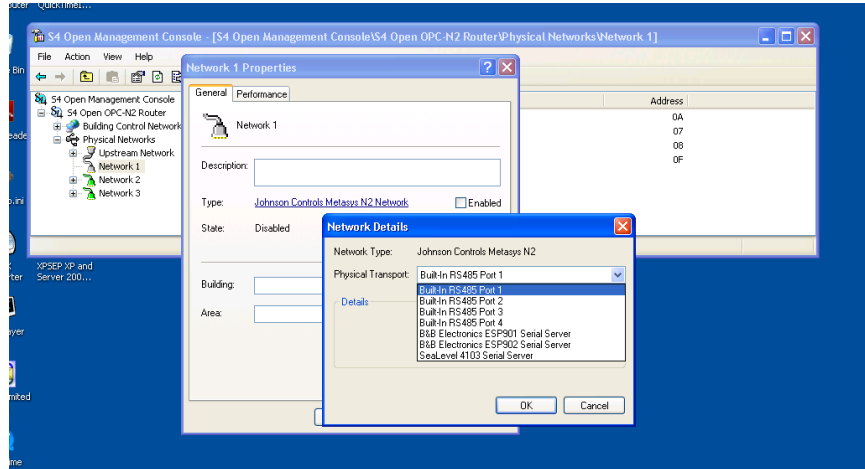 QuickTime...
S4 Open Management Console - [S4 Open Management Console\S4 Open OPC-N2 Router\Physical Networks\Network 1]
File Action View Help
S4 Open Management Console
S4 Open OPC-N2 Router
Building Control Network
Physical Networks
Upstream Network
Network 1
Network 2
Network 3
Address
0A
07
08
0F
Network 1 Properties
General Performance
Network 1
Description:
Type: Johnson Controls Metasys N2 Network Enabled
State: Disabled
Building:
Area:
Network Details
Network Type: Johnson Controls Metasys N2
Physical Transport: Built-In RS485 Port 1
Built-In RS485 Port 1
Built-In RS485 Port 2
Built-In RS485 Port 3
Built-In RS485 Port 4
B&B Electronics ESP901 Serial Server
B&B Electronics ESP902 Serial Server
SeaLevel 4103 Serial Server
Details
OK Cancel
Bin
XPSEP XP and
Server 200...